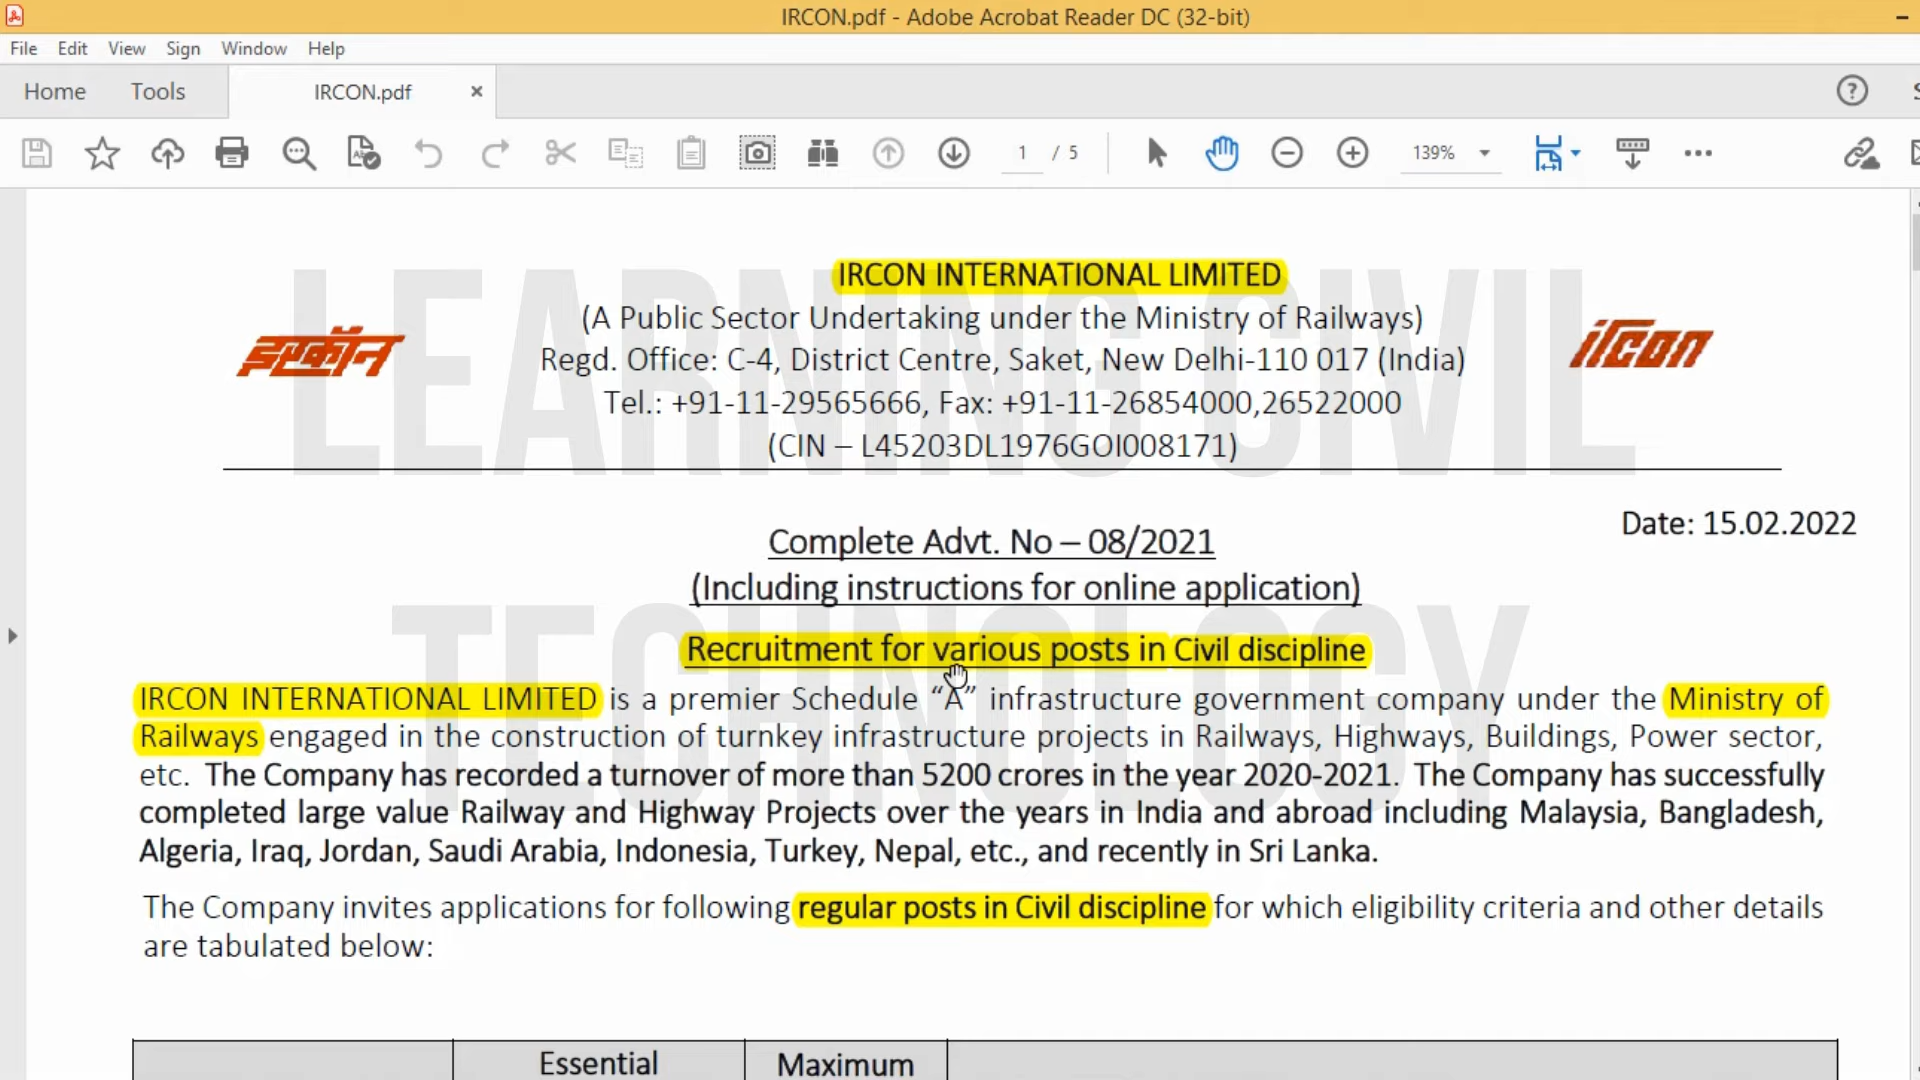 IRCON.pdf - Adobe Acrobat Reader DC (32-bit)
File Edit View Sign Window Help
Home Tools IRCON.pdf ×
1 / 5 139%
IRCON INTERNATIONAL LIMITED
(A Public Sector Undertaking under the Ministry of Railways)
इरकॉन
ircon
Regd. Office: C-4, District Centre, Saket, New Delhi-110 017 (India)
Tel.: +91-11-29565666, Fax: +91-11-26854000,26522000
(CIN – L45203DL1976GOI008171)
LEARNING CIVIL
TECHNOLOGY
Date: 15.02.2022
Complete Advt. No – 08/2021
(Including instructions for online application)
Recruitment for various posts in Civil discipline
IRCON INTERNATIONAL LIMITED is a premier Schedule “A” infrastructure government company under the Ministry of
Railways engaged in the construction of turnkey infrastructure projects in Railways, Highways, Buildings, Power sector,
etc. The Company has recorded a turnover of more than 5200 crores in the year 2020-2021. The Company has successfully
completed large value Railway and Highway Projects over the years in India and abroad including Malaysia, Bangladesh,
Algeria, Iraq, Jordan, Saudi Arabia, Indonesia, Turkey, Nepal, etc., and recently in Sri Lanka.
The Company invites applications for following regular posts in Civil discipline for which eligibility criteria and other details
are tabulated below:
Essential Maximum